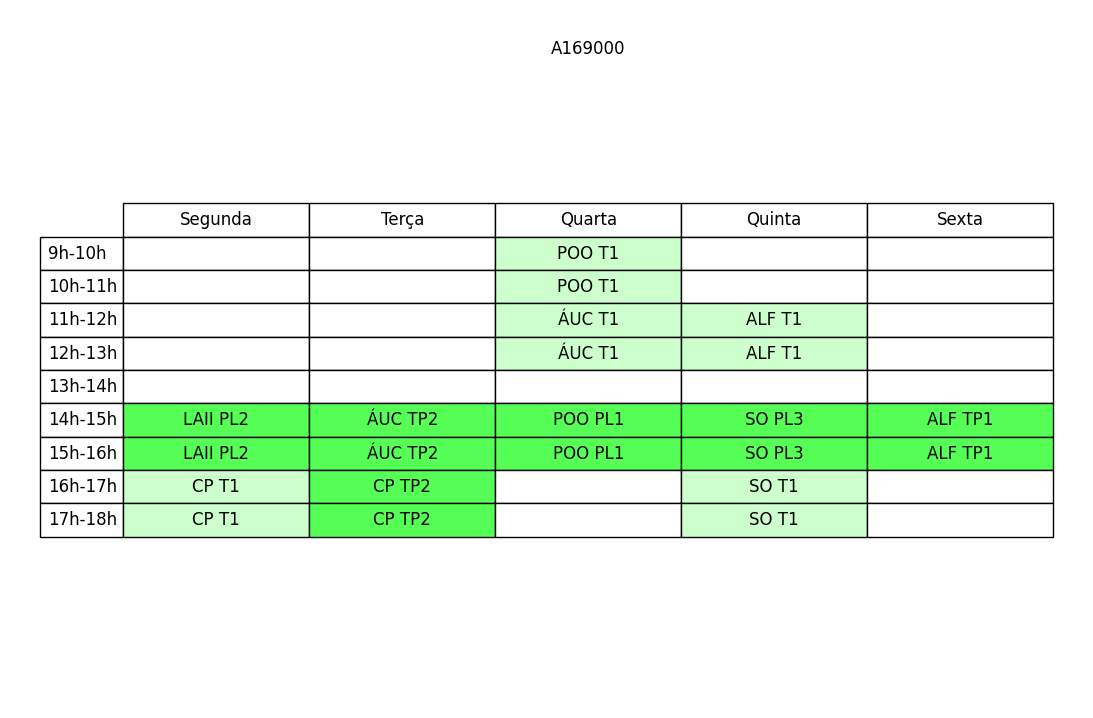 A169000
Segunda Terça Quarta Quinta Sexta
9h-10h POO T1
10h-11h POO T1
11h-12h ÁUC T1 ALF T1
12h-13h ÁUC T1 ALF T1
13h-14h
14h-15h LAII PL2 ÁUC TP2 POO PL1 SO PL3 ALF TP1
15h-16h LAII PL2 ÁUC TP2 POO PL1 SO PL3 ALF TP1
16h-17h CP T1 CP TP2 SO T1
17h-18h CP T1 CP TP2 SO T1